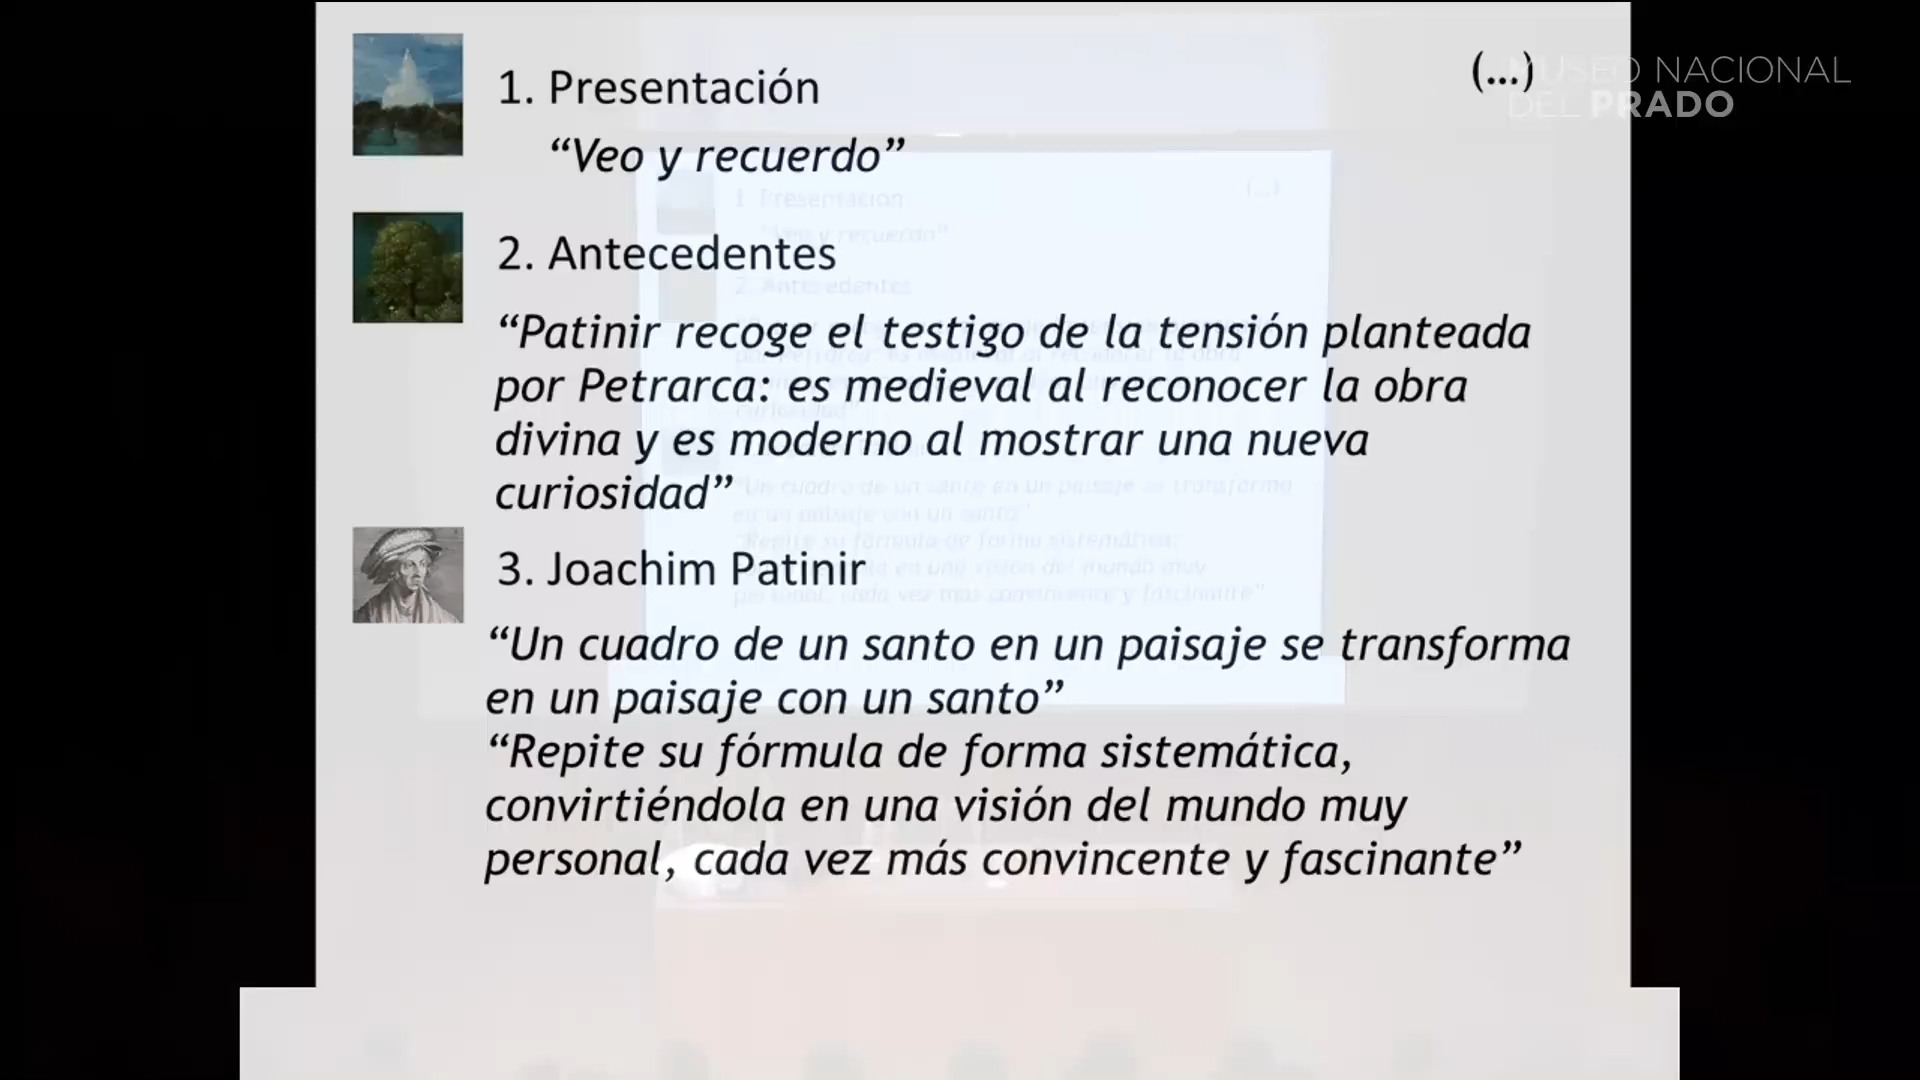 1. Presentación
(...)
MUSEO NACIONAL
DEL PRADO
“Veo y recuerdo”
2. Antecedentes
“Patinir recoge el testigo de la tensión planteada
por Petrarca: es medieval al reconocer la obra
divina y es moderno al mostrar una nueva
curiosidad”
3. Joachim Patinir
“Un cuadro de un santo en un paisaje se transforma
en un paisaje con un santo”
“Repite su fórmula de forma sistemática,
convirtiéndola en una visión del mundo muy
personal, cada vez más convincente y fascinante”